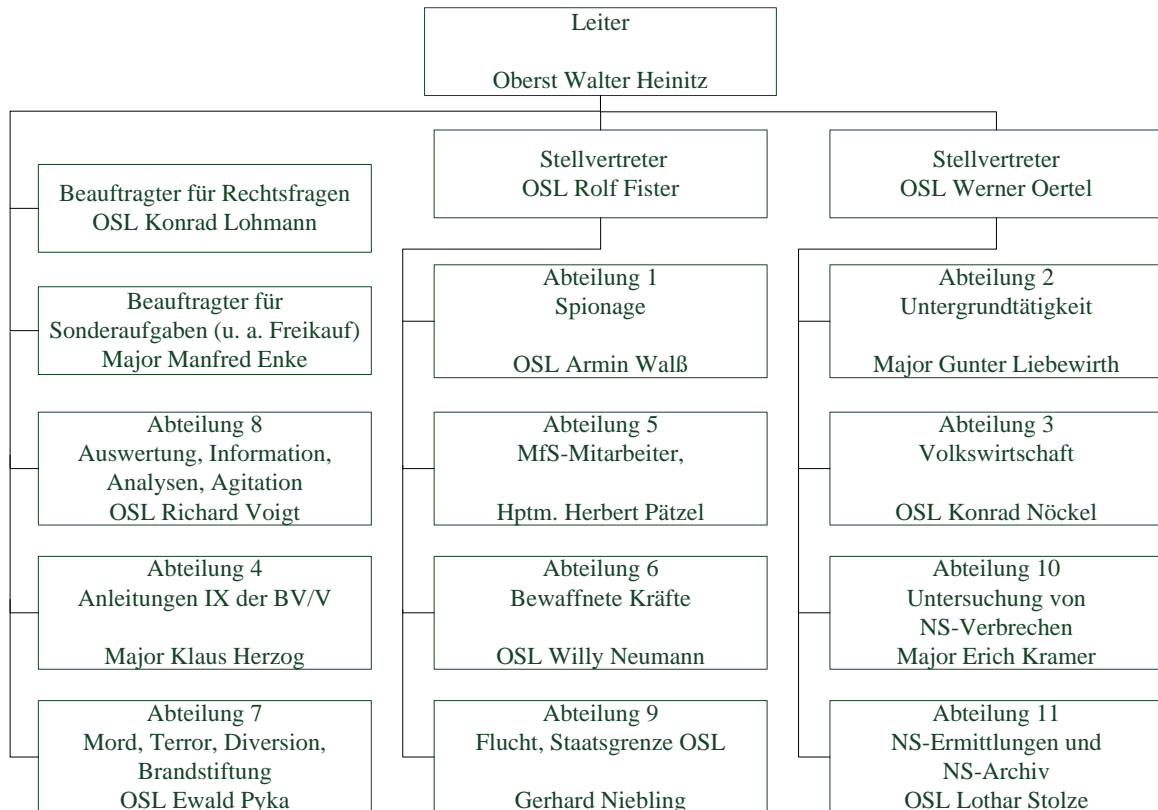 Leiter
Oberst Walter Heinitz
Beauftragter für Rechtsfragen
OSL Konrad Lohmann
Beauftragter für
Sonderaufgaben (u. a. Freikauf)
Major Manfred Enke
Abteilung 8
Auswertung, Information,
Analysen, Agitation
OSL Richard Voigt
Abteilung 4
Anleitungen IX der BV/V
Major Klaus Herzog
Abteilung 7
Mord, Terror, Diversion,
Brandstiftung
OSL Ewald Pyka
Stellvertreter
OSL Rolf Fister
Abteilung 1
Spionage
OSL Armin Walß
Abteilung 5
MfS-Mitarbeiter,
Hptm. Herbert Pätzel
Abteilung 6
Bewaffnete Kräfte
OSL Willy Neumann
Abteilung 9
Flucht, Staatsgrenze OSL
Gerhard Niebling
Stellvertreter
OSL Werner Oertel
Abteilung 2
Untergrundtätigkeit
Major Gunter Liebewirth
Abteilung 3
Volkswirtschaft
OSL Konrad Nöckel
Abteilung 10
Untersuchung von
NS-Verbrechen
Major Erich Kramer
Abteilung 11
NS-Ermittlungen und
NS-Archiv
OSL Lothar Stolze